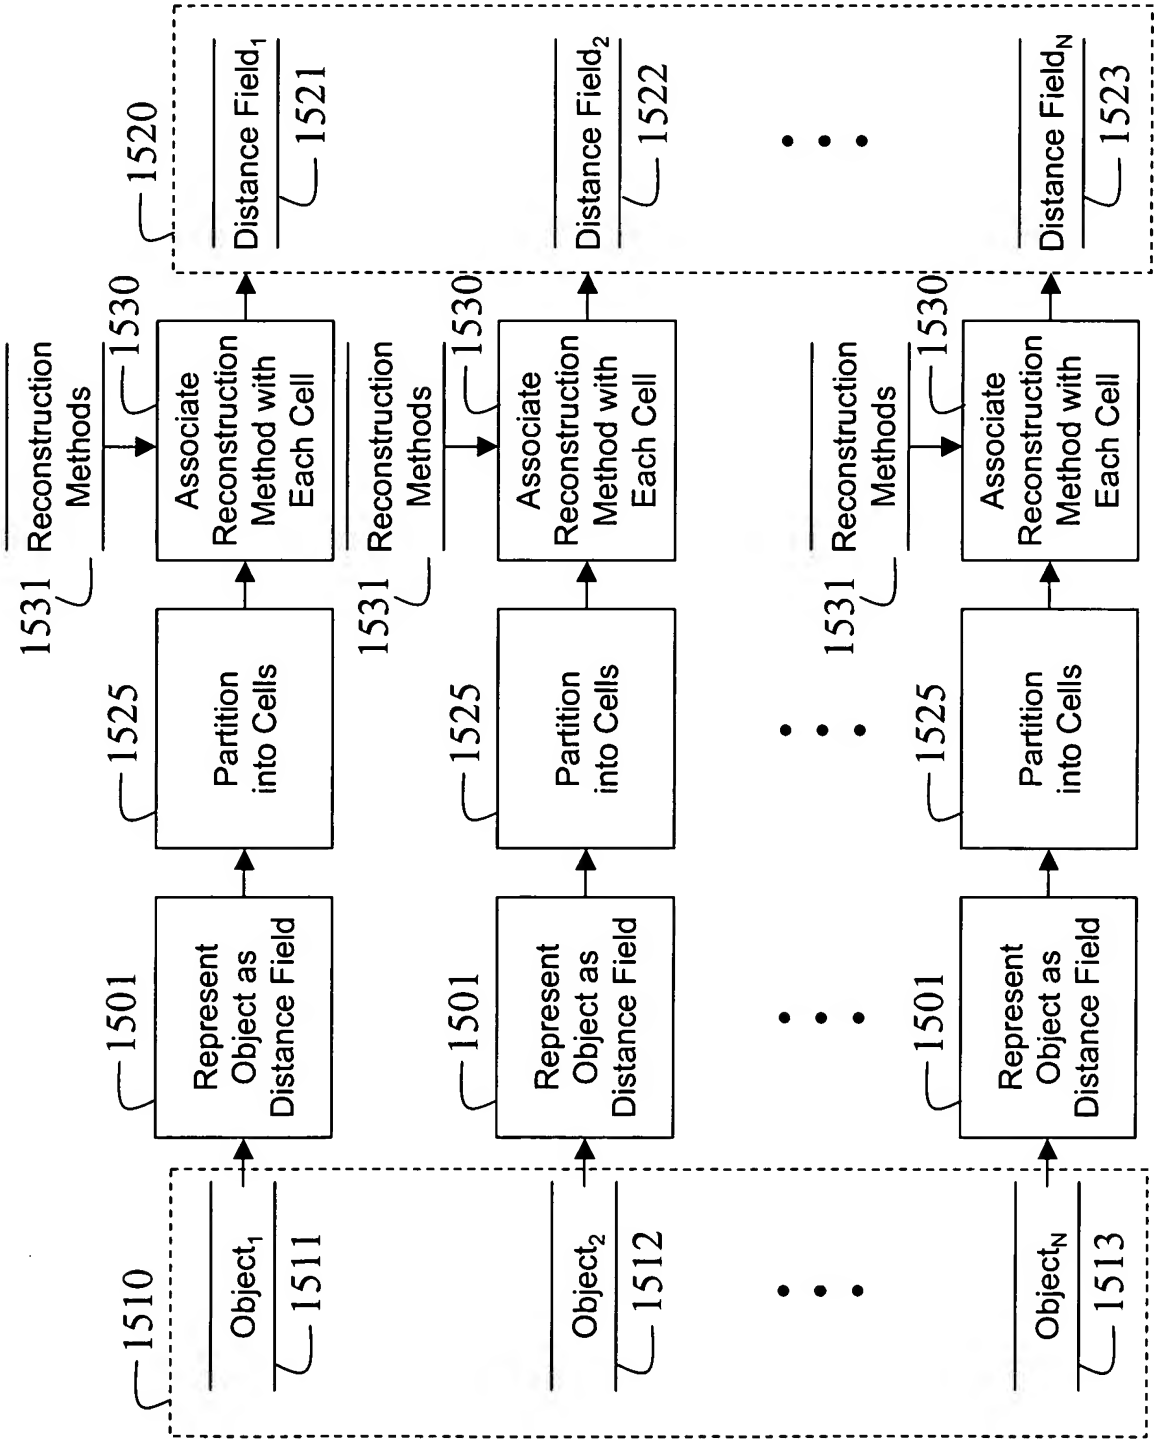 1510
Object1
1511
1501
Represent
Object as
Distance Field
1525
Partition
into Cells
Reconstruction
Methods
1531
1530
Associate
Reconstruction
Method with
Each Cell
1520
Distance Field1
1521
Object2
1512
1501
Represent
Object as
Distance Field
1525
Partition
into Cells
Reconstruction
Methods
1531
1530
Associate
Reconstruction
Method with
Each Cell
Distance Field2
1522
ObjectN
1513
1501
Represent
Object as
Distance Field
1525
Partition
into Cells
Reconstruction
Methods
1531
1530
Associate
Reconstruction
Method with
Each Cell
Distance FieldN
1523